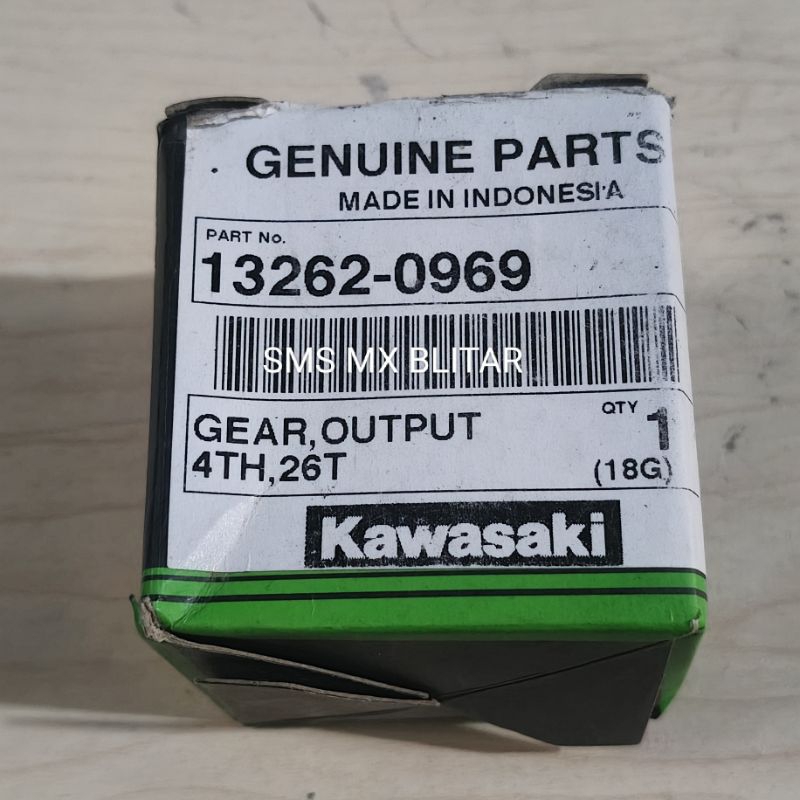 GENUINE PARTS
MADE IN INDONESIA
PART No.
13262-0969
SMS MX BLITAR
GEAR,OUTPUT
QTY 1
4TH,26T
(18G)
Kawasaki